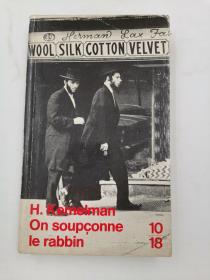 Herman Lax Fa
WOOL SILK COTTON VELVET
H. Kemelman
On soupçonne
le rabbin
10
18